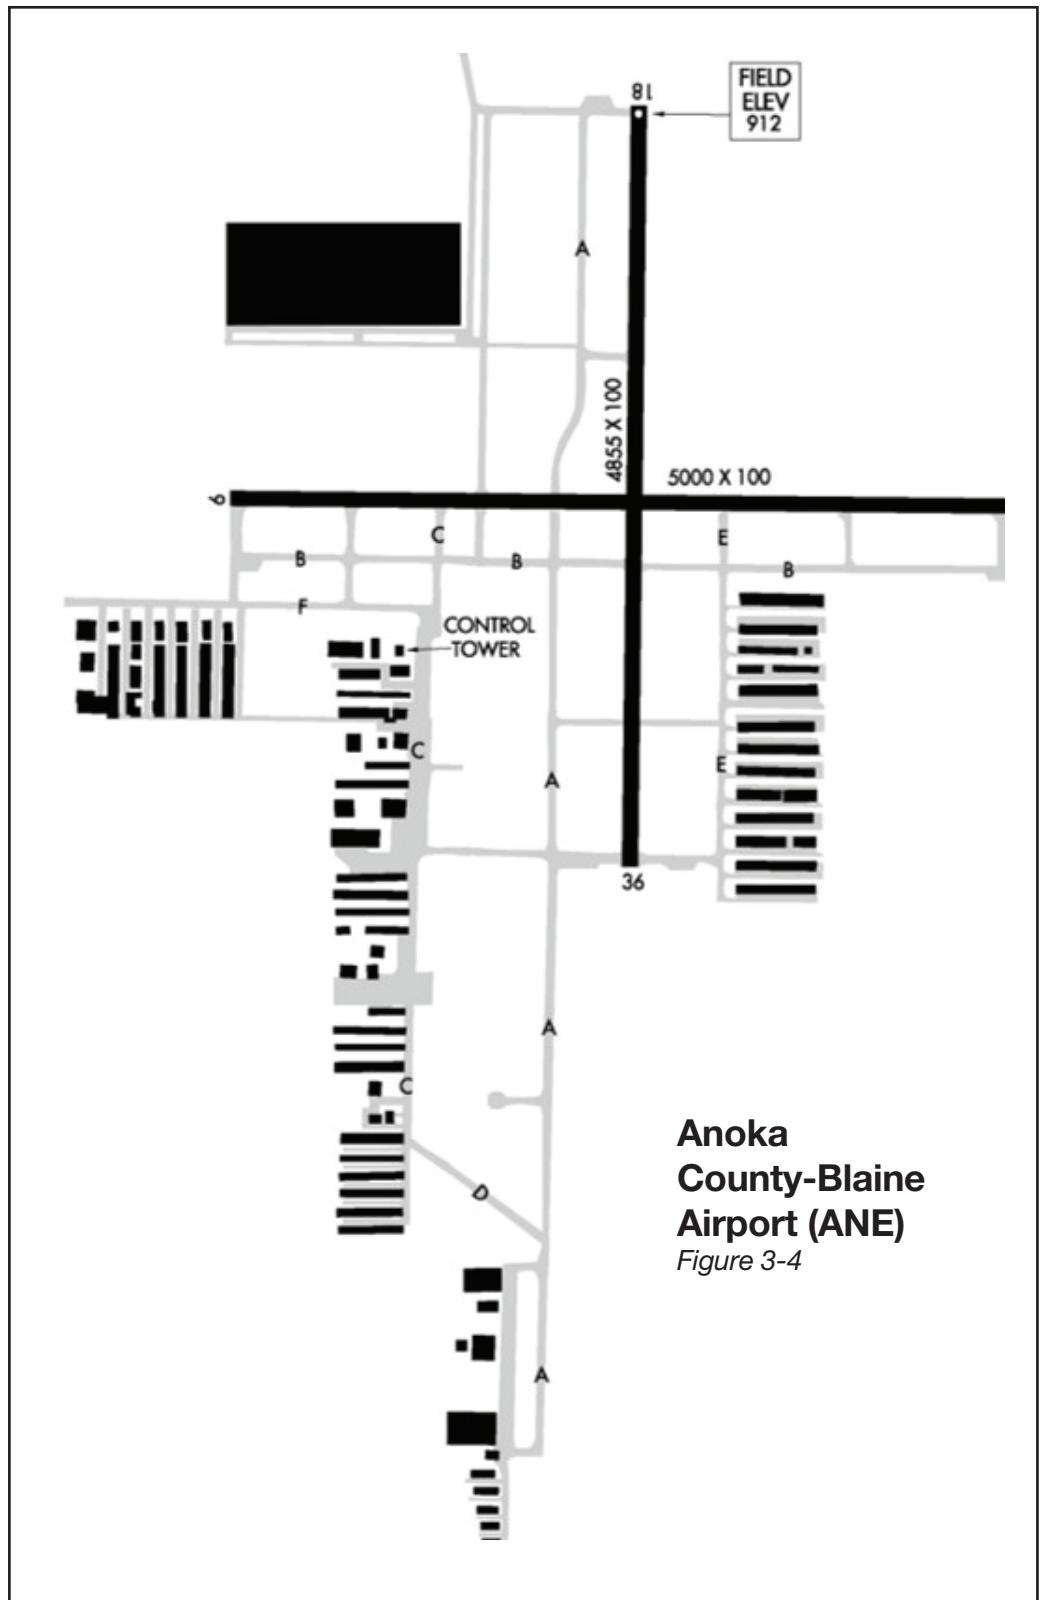 18
FIELD
ELEV
912
A
4855 X 100
5000 X 100
9
C
E
B
B
B
F
CONTROL
TOWER
C
E
A
36
A
C
D
A
Anoka
County-Blaine
Airport (ANE)
Figure 3-4